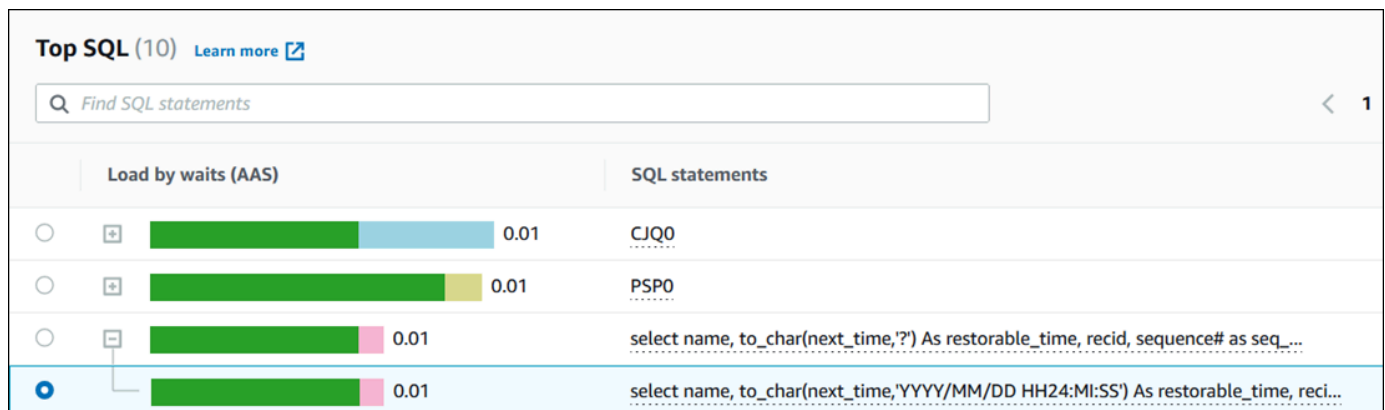 Top SQL (10) Learn more
Find SQL statements
1
Load by waits (AAS) SQL statements
0.01 CJQ0
0.01 PSP0
0.01 select name, to_char(next_time,'?') As restorable_time, recid, sequence# as seq_...
0.01 select name, to_char(next_time,'YYYY/MM/DD HH24:MI:SS') As restorable_time, reci...